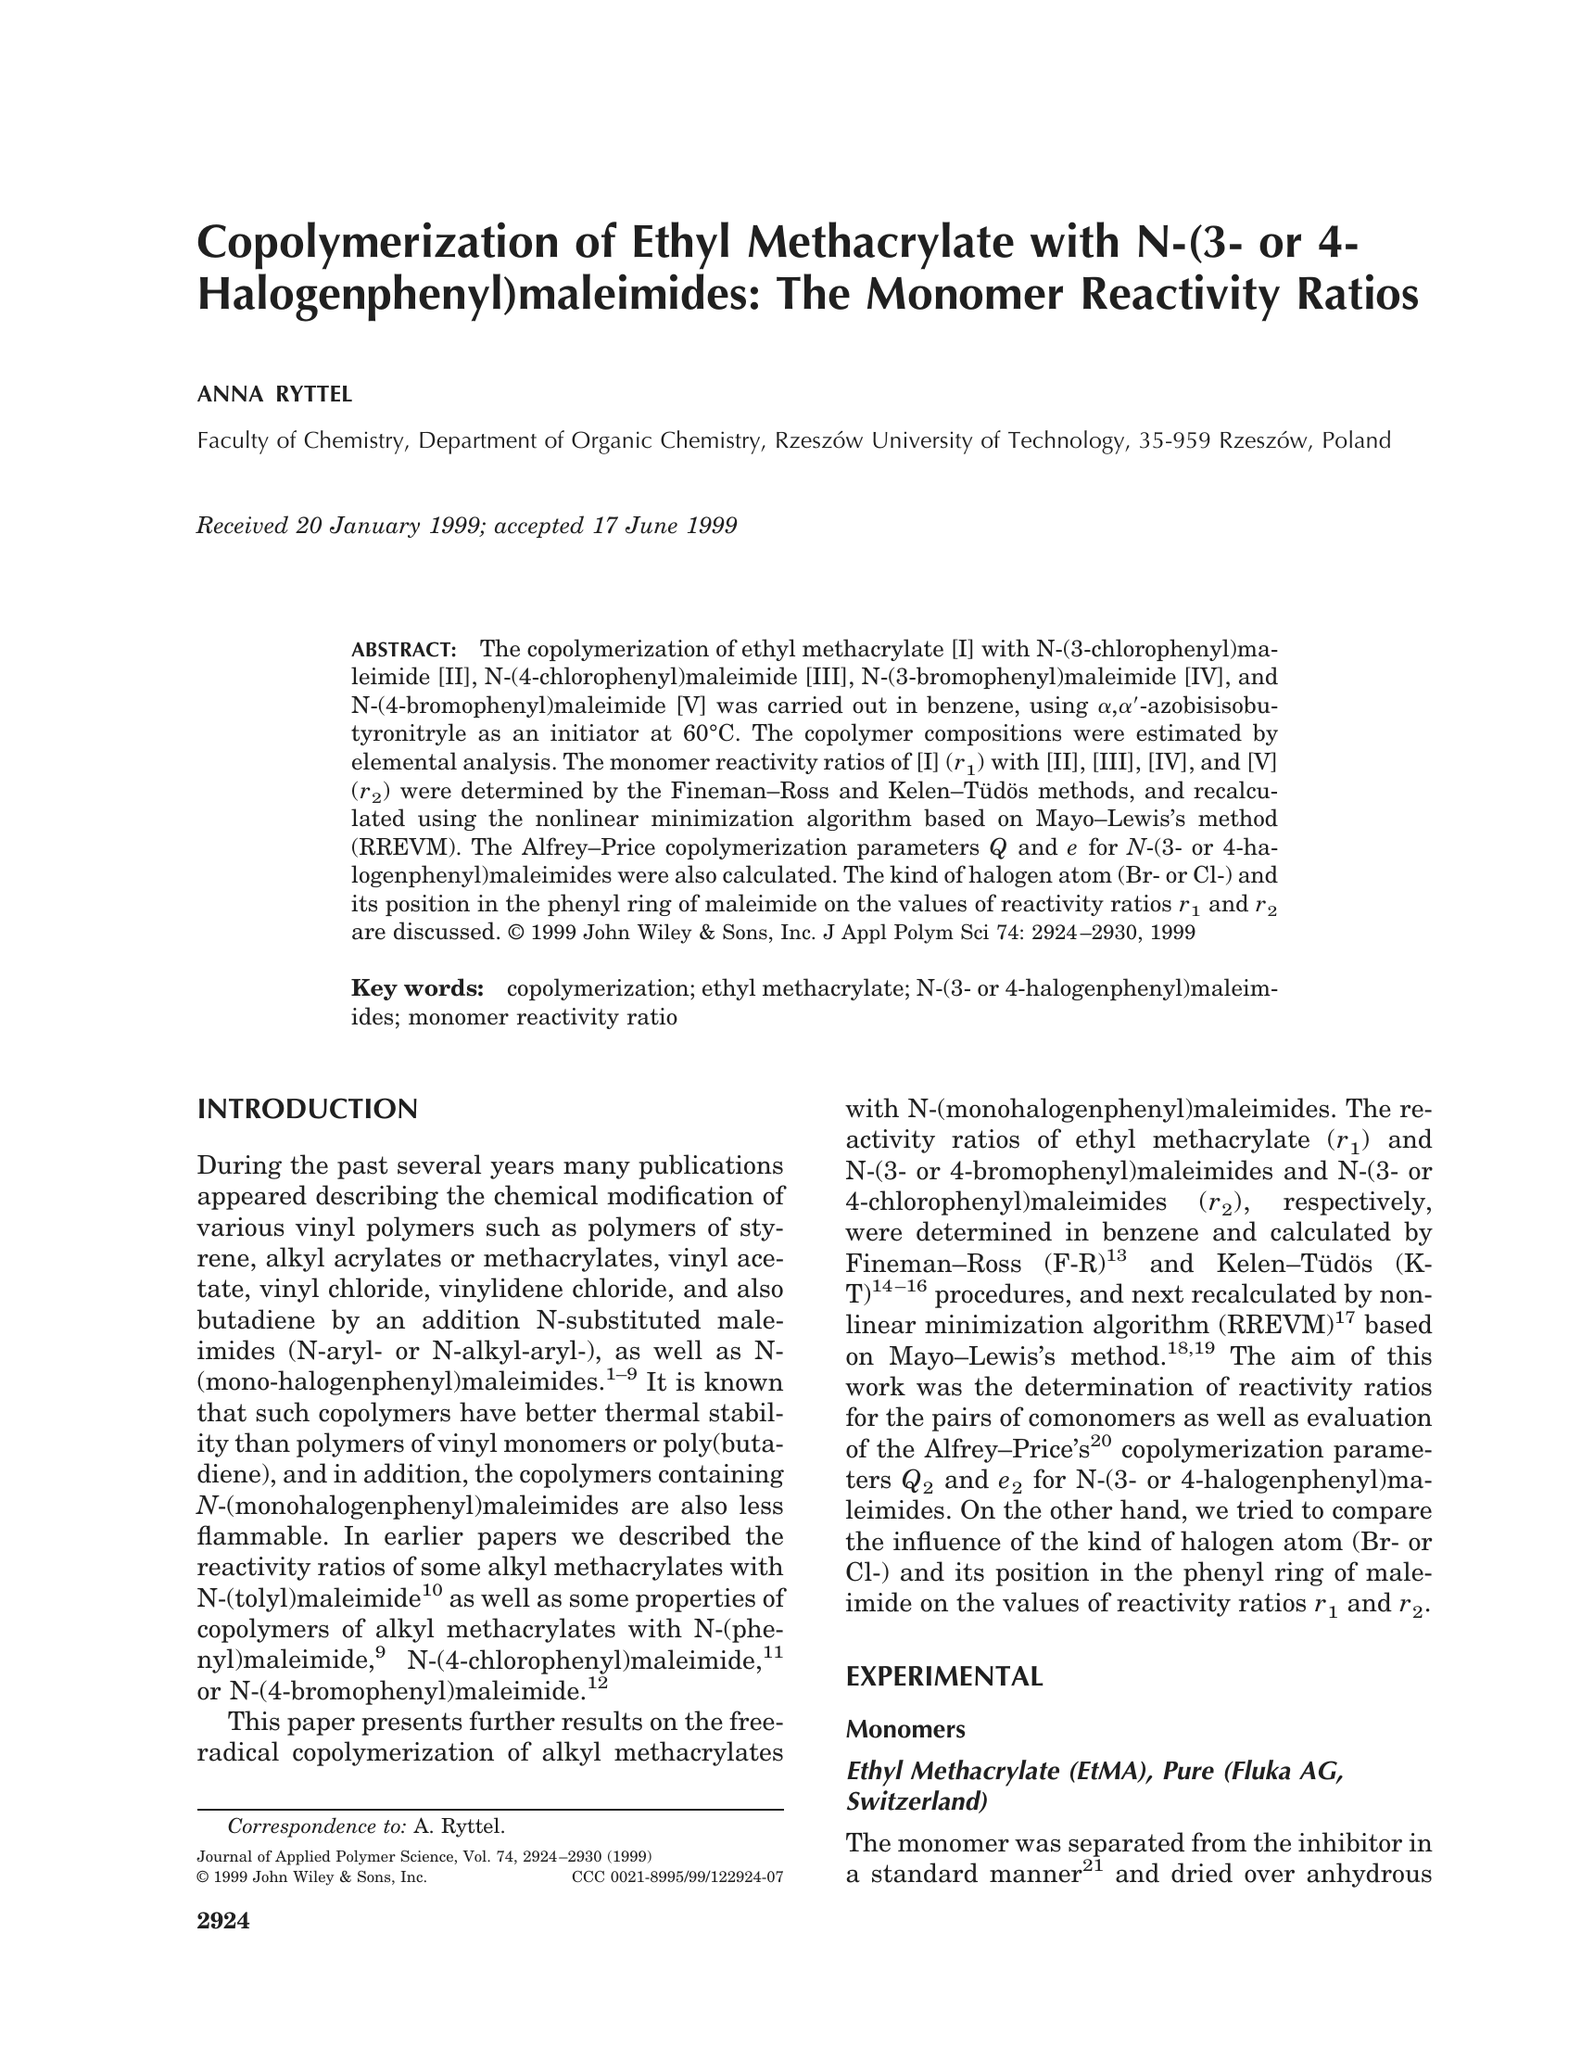 Copolymerization of Ethyl Methacrylate with N-(3- or 4-
Halogenphenyl)maleimides: The Monomer Reactivity Ratios
ANNA RYTTEL
Faculty of Chemistry, Department of Organic Chemistry, Rzeszów University of Technology, 35-959 Rzeszów, Poland
Received 20 January 1999; accepted 17 June 1999
ABSTRACT: The copolymerization of ethyl methacrylate [I] with N-(3-chlorophenyl)ma-
leimide [II], N-(4-chlorophenyl)maleimide [III], N-(3-bromophenyl)maleimide [IV], and
N-(4-bromophenyl)maleimide [V] was carried out in benzene, using α,α′-azobisisobu-
tyronitryle as an initiator at 60°C. The copolymer compositions were estimated by
elemental analysis. The monomer reactivity ratios of [I] (r₁) with [II], [III], [IV], and [V]
(r₂) were determined by the Fineman–Ross and Kelen–Tüdös methods, and recalcu-
lated using the nonlinear minimization algorithm based on Mayo–Lewis's method
(RREVM). The Alfrey–Price copolymerization parameters Q and e for N-(3- or 4-ha-
logenphenyl)maleimides were also calculated. The kind of halogen atom (Br- or Cl-) and
its position in the phenyl ring of maleimide on the values of reactivity ratios r₁ and r₂
are discussed. © 1999 John Wiley & Sons, Inc. J Appl Polym Sci 74: 2924–2930, 1999
Key words: copolymerization; ethyl methacrylate; N-(3- or 4-halogenphenyl)maleim-
ides; monomer reactivity ratio
INTRODUCTION
During the past several years many publications
appeared describing the chemical modification of
various vinyl polymers such as polymers of sty-
rene, alkyl acrylates or methacrylates, vinyl ace-
tate, vinyl chloride, vinylidene chloride, and also
butadiene by an addition N-substituted male-
imides (N-aryl- or N-alkyl-aryl-), as well as N-
(mono-halogenphenyl)maleimides.¹⁻⁹ It is known
that such copolymers have better thermal stabil-
ity than polymers of vinyl monomers or poly(buta-
diene), and in addition, the copolymers containing
N-(monohalogenphenyl)maleimides are also less
flammable. In earlier papers we described the
reactivity ratios of some alkyl methacrylates with
N-(tolyl)maleimide¹⁰ as well as some properties of
copolymers of alkyl methacrylates with N-(phe-
nyl)maleimide,⁹ N-(4-chlorophenyl)maleimide,¹¹
or N-(4-bromophenyl)maleimide.¹²
This paper presents further results on the free-
radical copolymerization of alkyl methacrylates
Correspondence to: A. Ryttel.
Journal of Applied Polymer Science, Vol. 74, 2924–2930 (1999)
© 1999 John Wiley & Sons, Inc. CCC 0021-8995/99/122924-07
2924
with N-(monohalogenphenyl)maleimides. The re-
activity ratios of ethyl methacrylate (r₁) and
N-(3- or 4-bromophenyl)maleimides and N-(3- or
4-chlorophenyl)maleimides (r₂), respectively,
were determined in benzene and calculated by
Fineman–Ross (F-R)¹³ and Kelen–Tüdös (K-
T)¹⁴⁻¹⁶ procedures, and next recalculated by non-
linear minimization algorithm (RREVM)¹⁷ based
on Mayo–Lewis's method.¹⁸,¹⁹ The aim of this
work was the determination of reactivity ratios
for the pairs of comonomers as well as evaluation
of the Alfrey–Price's²⁰ copolymerization parame-
ters Q₂ and e₂ for N-(3- or 4-halogenphenyl)ma-
leimides. On the other hand, we tried to compare
the influence of the kind of halogen atom (Br- or
Cl-) and its position in the phenyl ring of male-
imide on the values of reactivity ratios r₁ and r₂.
EXPERIMENTAL
Monomers
Ethyl Methacrylate (EtMA), Pure (Fluka AG,
Switzerland)
The monomer was separated from the inhibitor in
a standard manner²¹ and dried over anhydrous